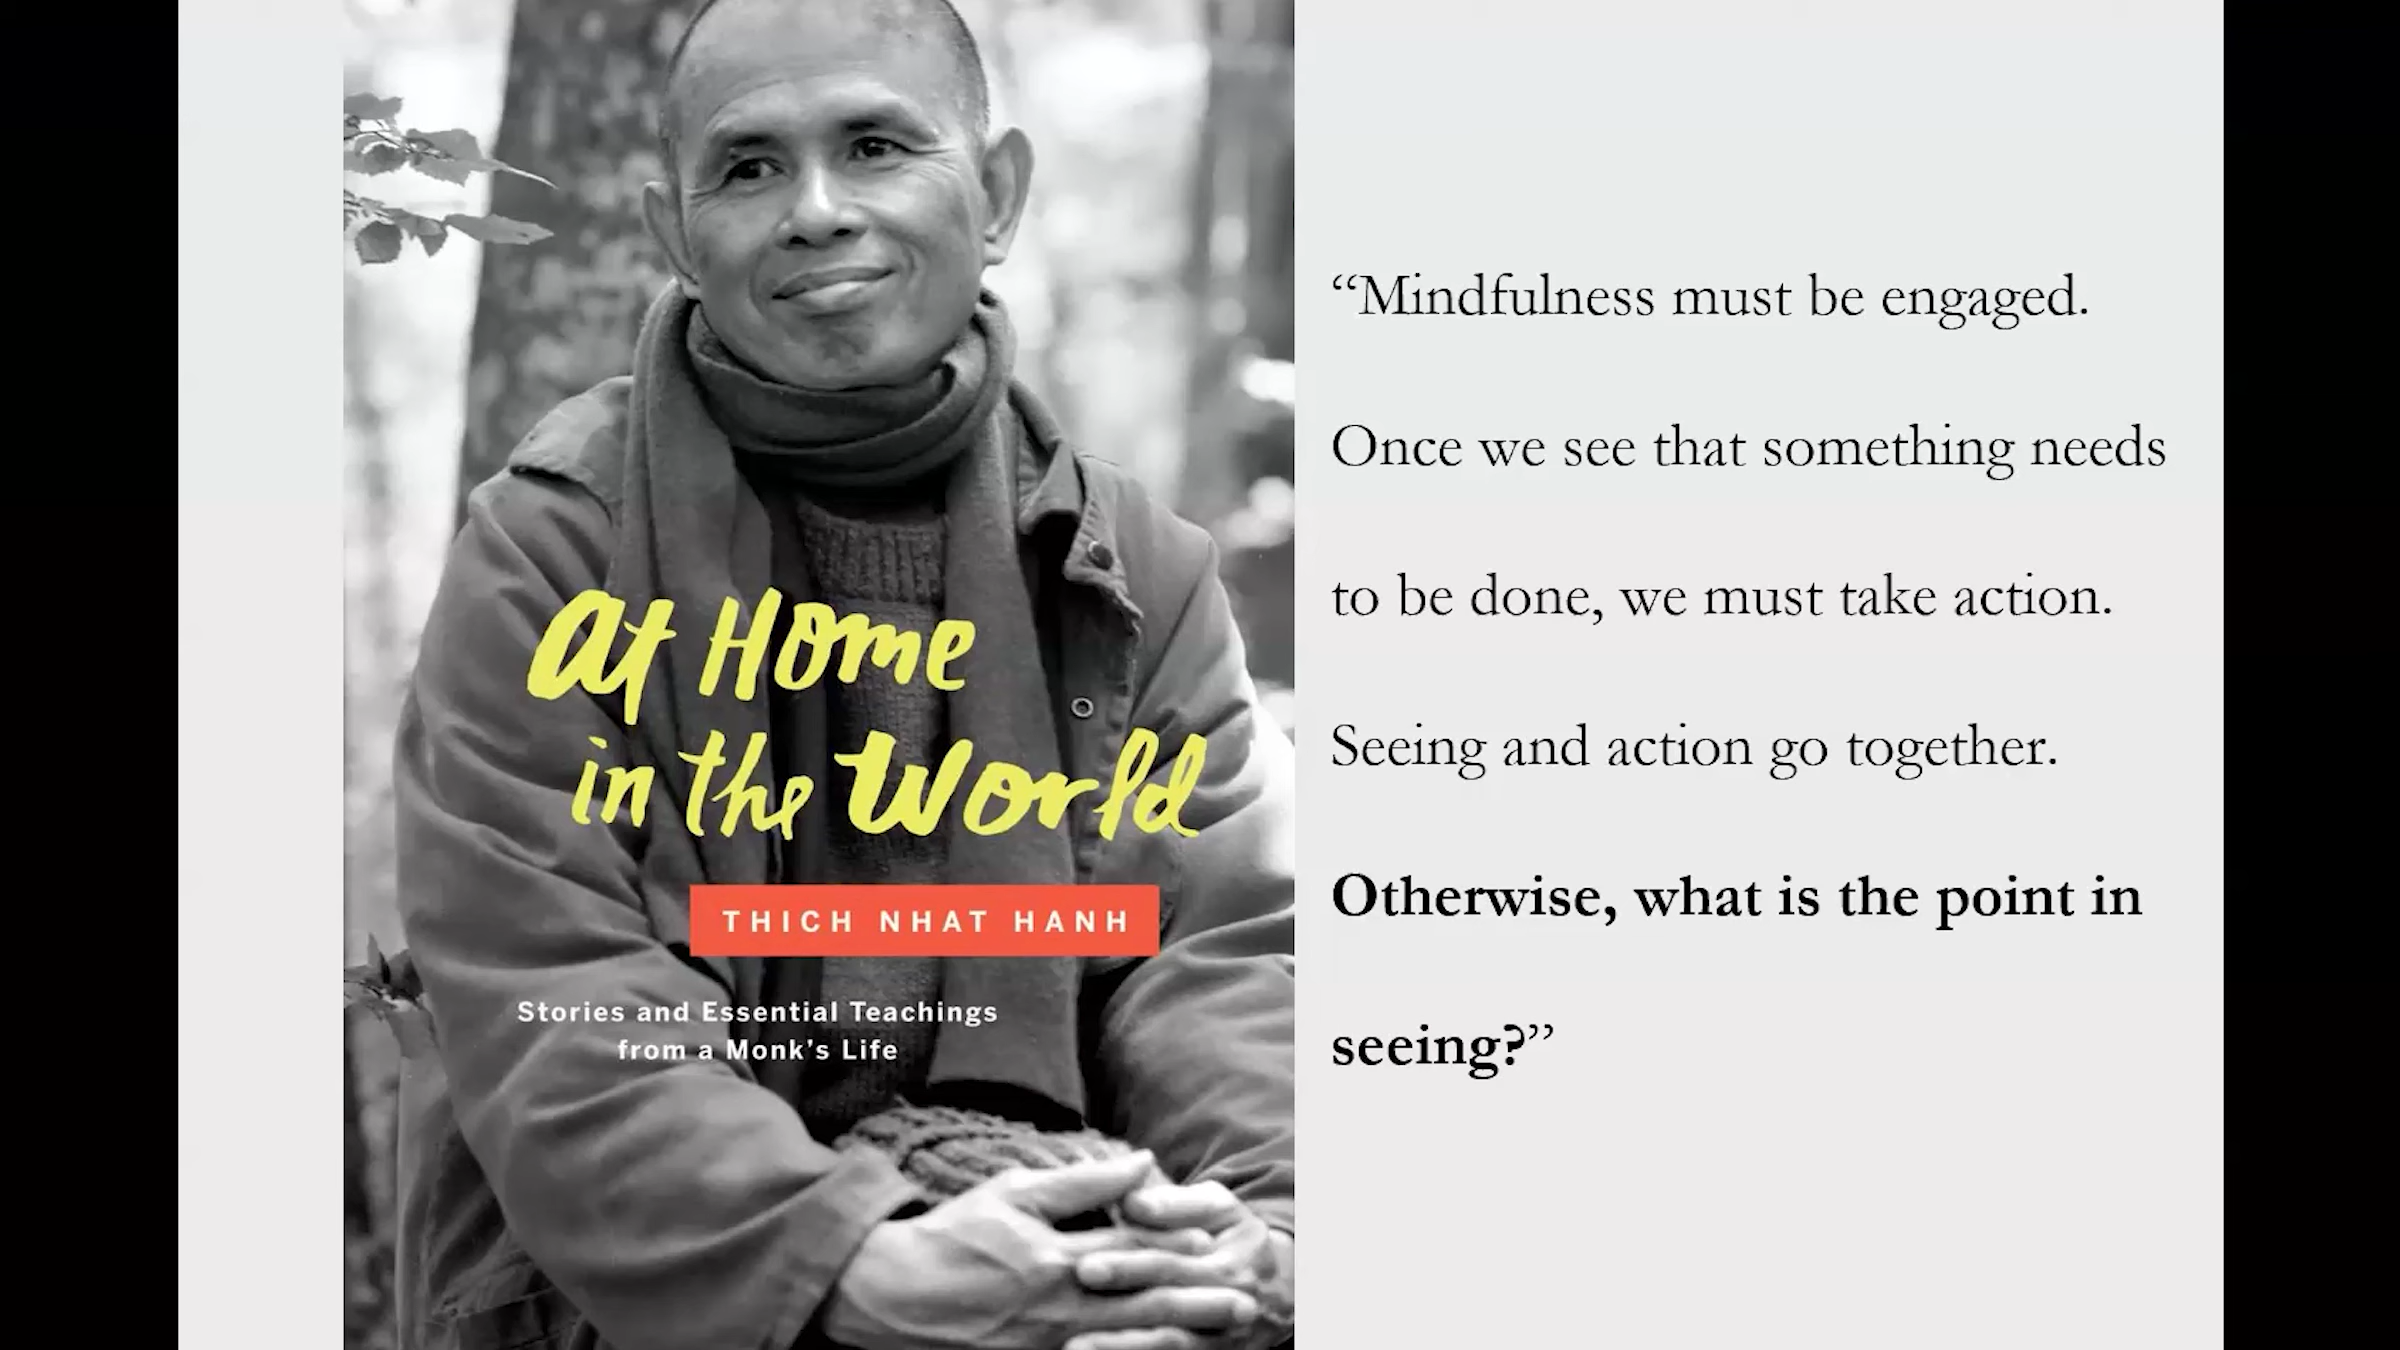 at Home
in the World
THICH NHAT HANH
Stories and Essential Teachings
from a Monk's Life
“Mindfulness must be engaged.
Once we see that something needs
to be done, we must take action.
Seeing and action go together.
Otherwise, what is the point in
seeing?”